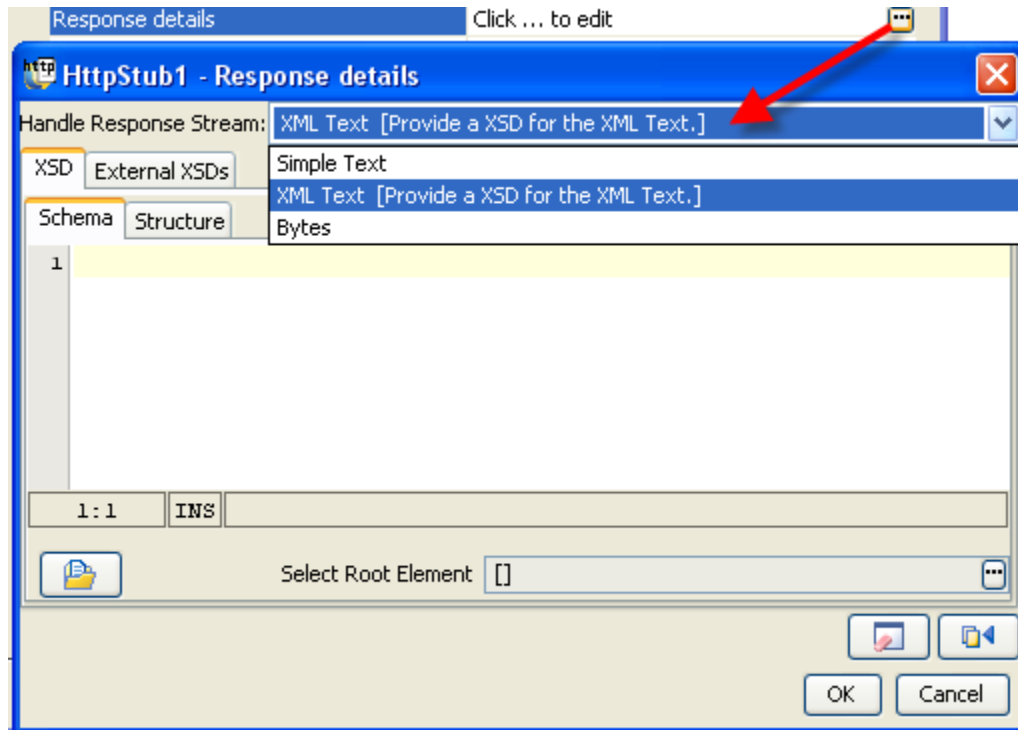 Response details Click ... to edit
http HttpStub1 - Response details
Handle Response Stream: XML Text [Provide a XSD for the XML Text.]
XSD External XSDs Simple Text
XML Text [Provide a XSD for the XML Text.]
Schema Structure Bytes
1
1:1 INS
Select Root Element []
OK Cancel